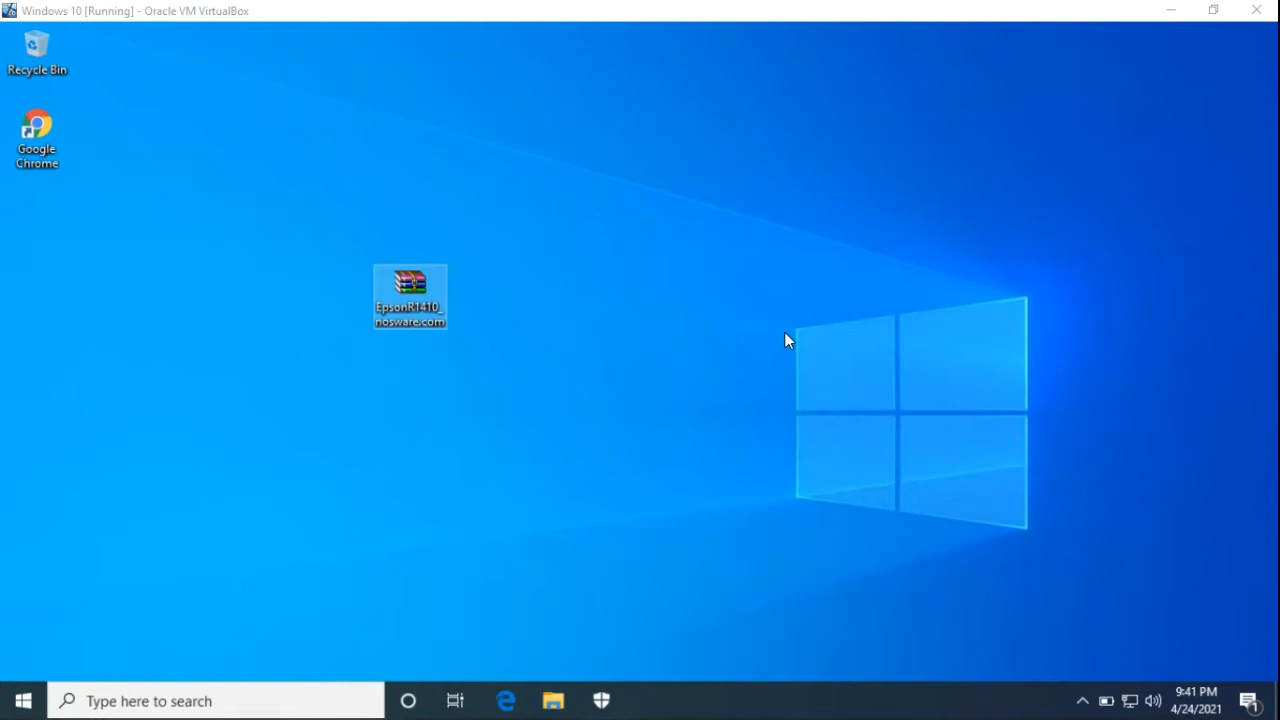 Windows 10 [Running] - Oracle VM VirtualBox
Recycle Bin
Google
Chrome
EpsonR1410_
nosware.com
Type here to search
9:41 PM
4/24/2021
1